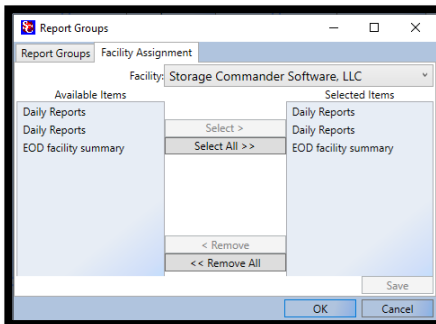 Report Groups
Report Groups Facility Assignment
Facility: Storage Commander Software, LLC
Available Items Selected Items
Daily Reports Daily Reports
Daily Reports Select > Daily Reports
EOD facility summary Select All >> EOD facility summary
< Remove
<< Remove All
Save
OK Cancel